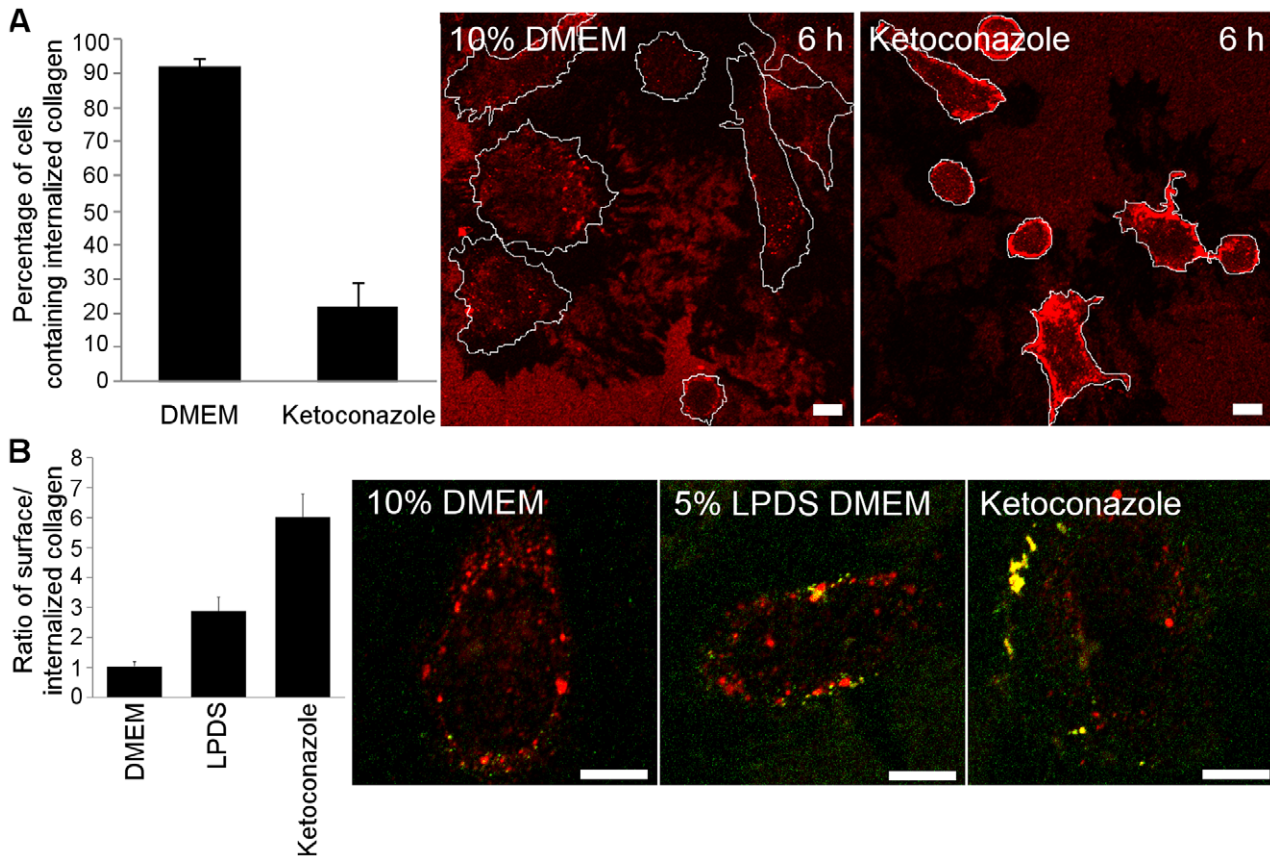 A
Percentage of cells
containing internalized collagen
100
90
80
70
60
50
40
30
20
10
0
DMEM
Ketoconazole
10% DMEM
6 h
Ketoconazole
6 h
B
Ratio of surface/
internalized collagen
8
7
6
5
4
3
2
1
0
DMEM
LPDS
Ketoconazole
10% DMEM
5% LPDS DMEM
Ketoconazole